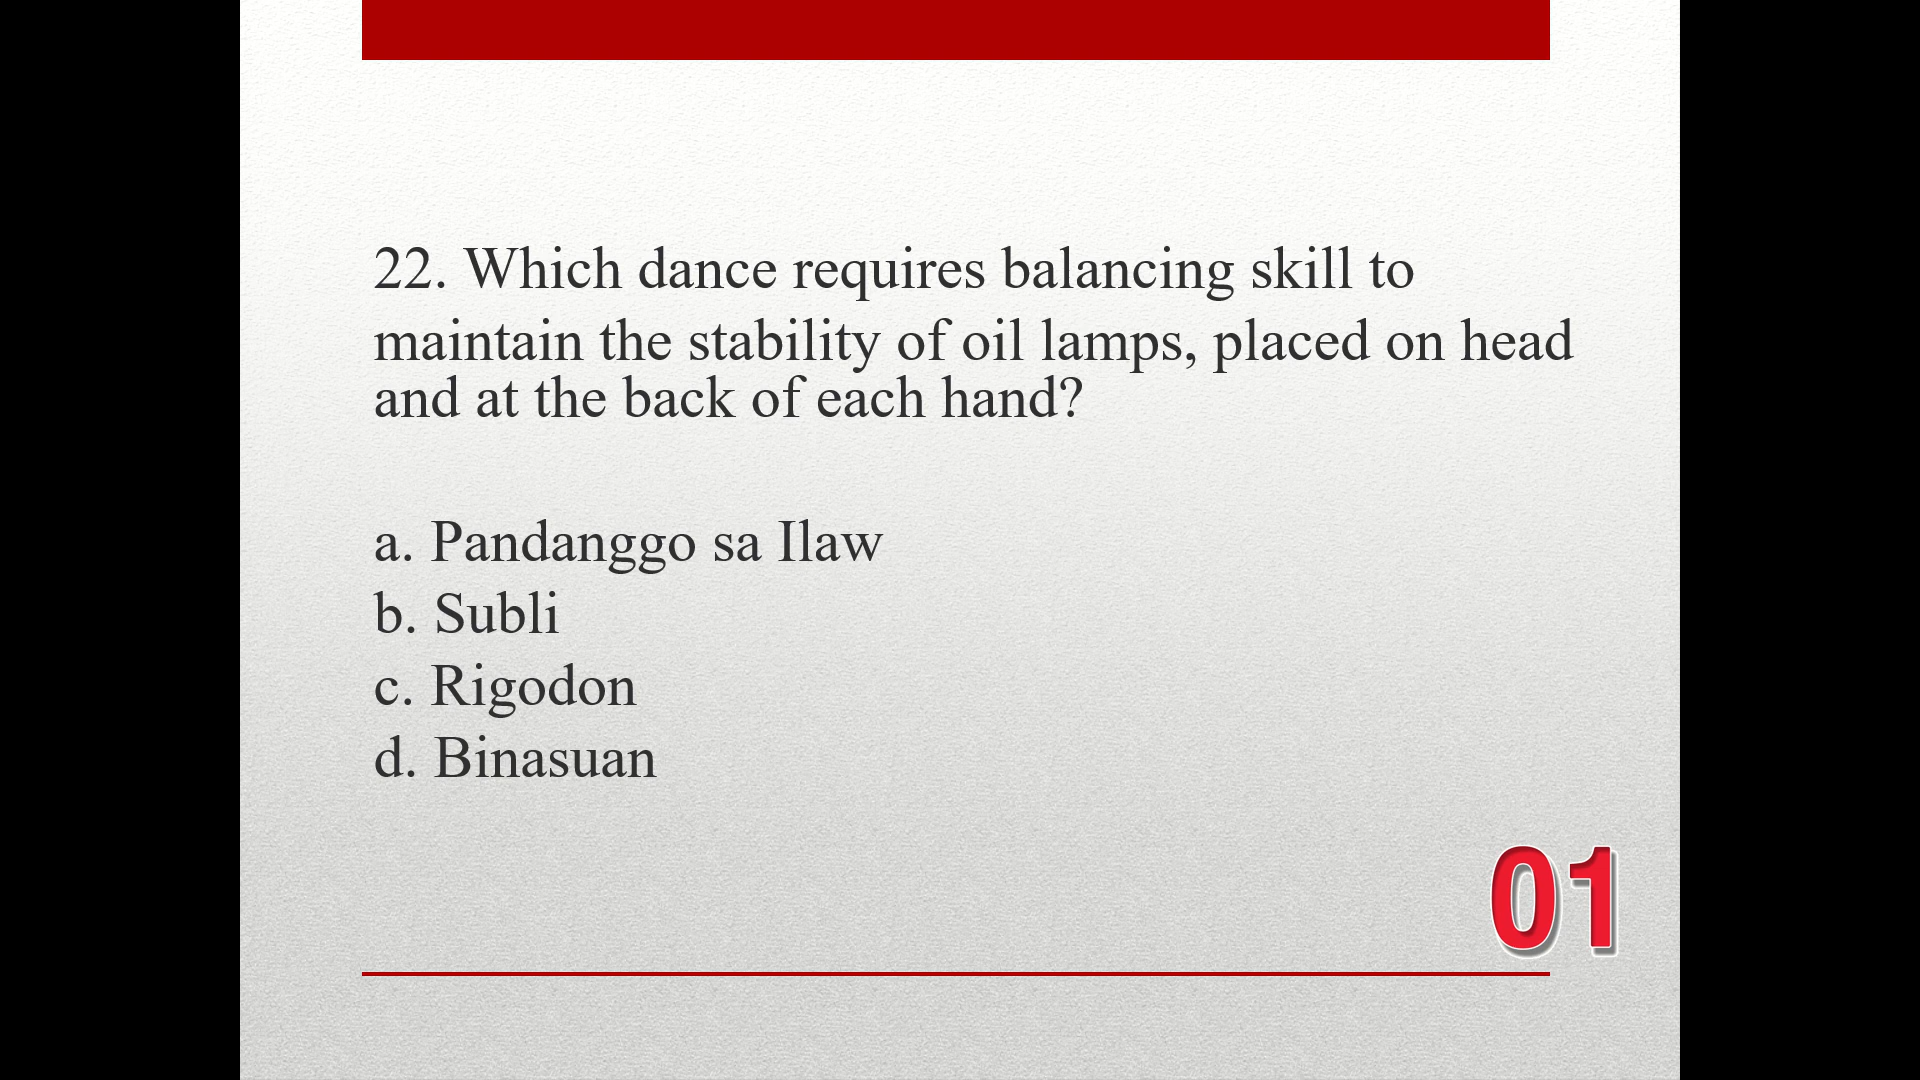 22. Which dance requires balancing skill to
maintain the stability of oil lamps, placed on head
and at the back of each hand?
a. Pandanggo sa Ilaw
b. Subli
c. Rigodon
d. Binasuan
01